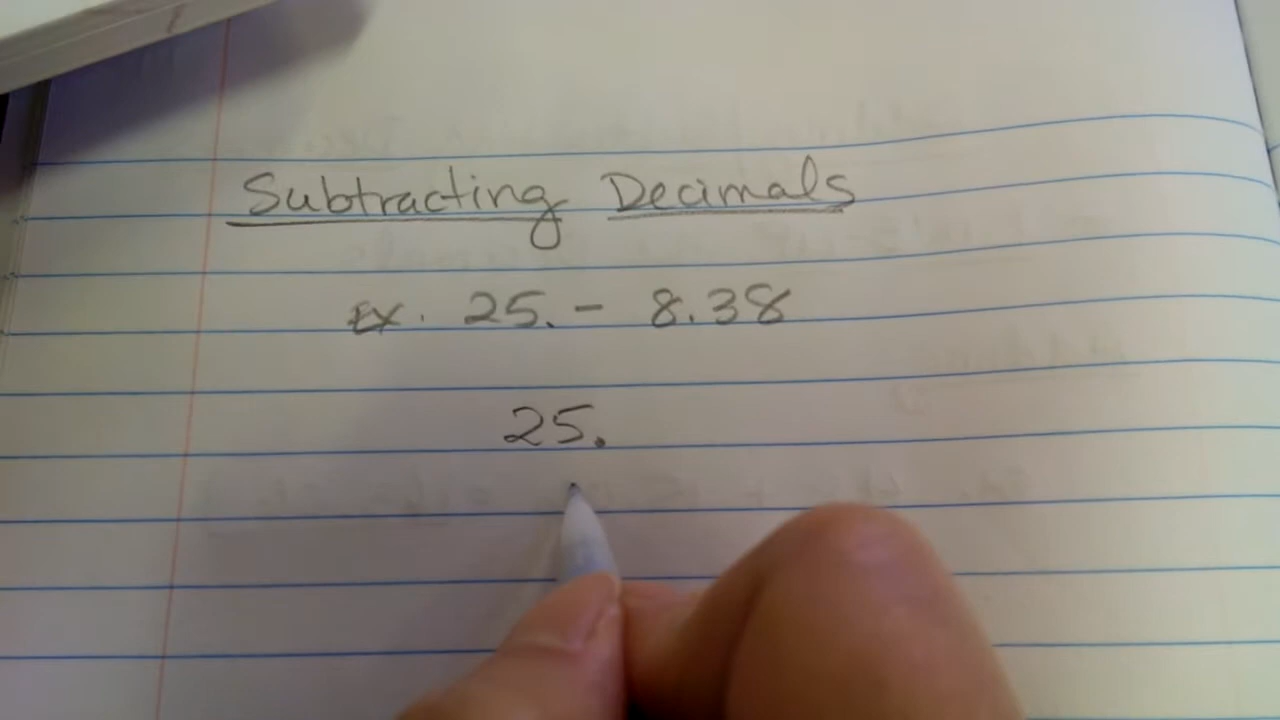 Subtracting Decimals
Ex. 25. - 8.38
25.